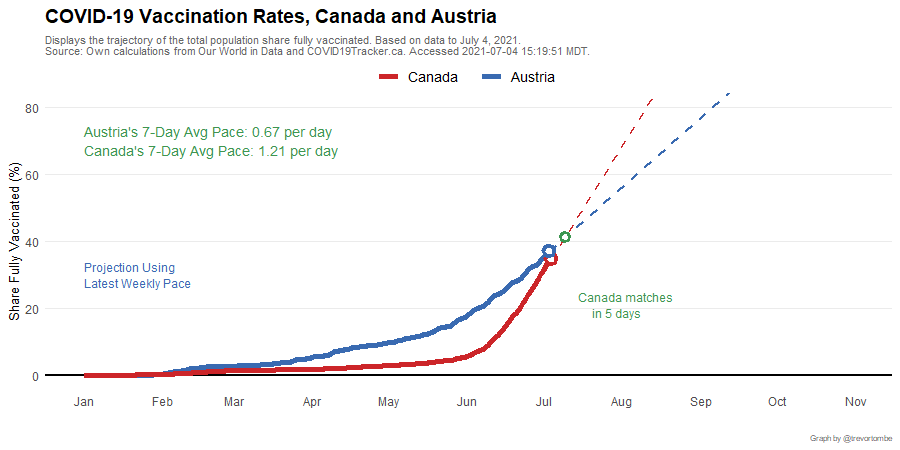 COVID-19 Vaccination Rates, Canada and Austria
Displays the trajectory of the total population share fully vaccinated. Based on data to July 4, 2021.
Source: Own calculations from Our World in Data and COVID19Tracker.ca. Accessed 2021-07-04 15:19:51 MDT.
Canada Austria
Share Fully Vaccinated (%)
80
60
40
20
0
Austria's 7-Day Avg Pace: 0.67 per day
Canada's 7-Day Avg Pace: 1.21 per day
Projection Using
Latest Weekly Pace
Canada matches
in 5 days
Jan Feb Mar Apr May Jun Jul Aug Sep Oct Nov
Graph by @trevortombe